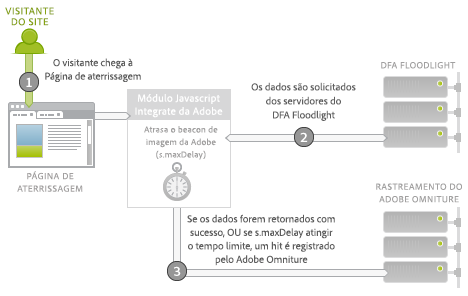 VISITANTE
DO SITE
1
O visitante chega à
Página de aterrissagem
PÁGINA DE
ATERRISSAGEM
Módulo Javascript
Integrate da Adobe
Atrasa o beacon de
imagem da Adobe
(s.maxDelay)
Os dados são solicitados
dos servidores do
DFA Floodlight
2
DFA FLOODLIGHT
RASTREAMENTO DO
ADOBE OMNITURE
Se os dados forem retornados com
sucesso, OU se s.maxDelay atingir
o tempo limite, um hit é registrado
pelo Adobe Omniture
3